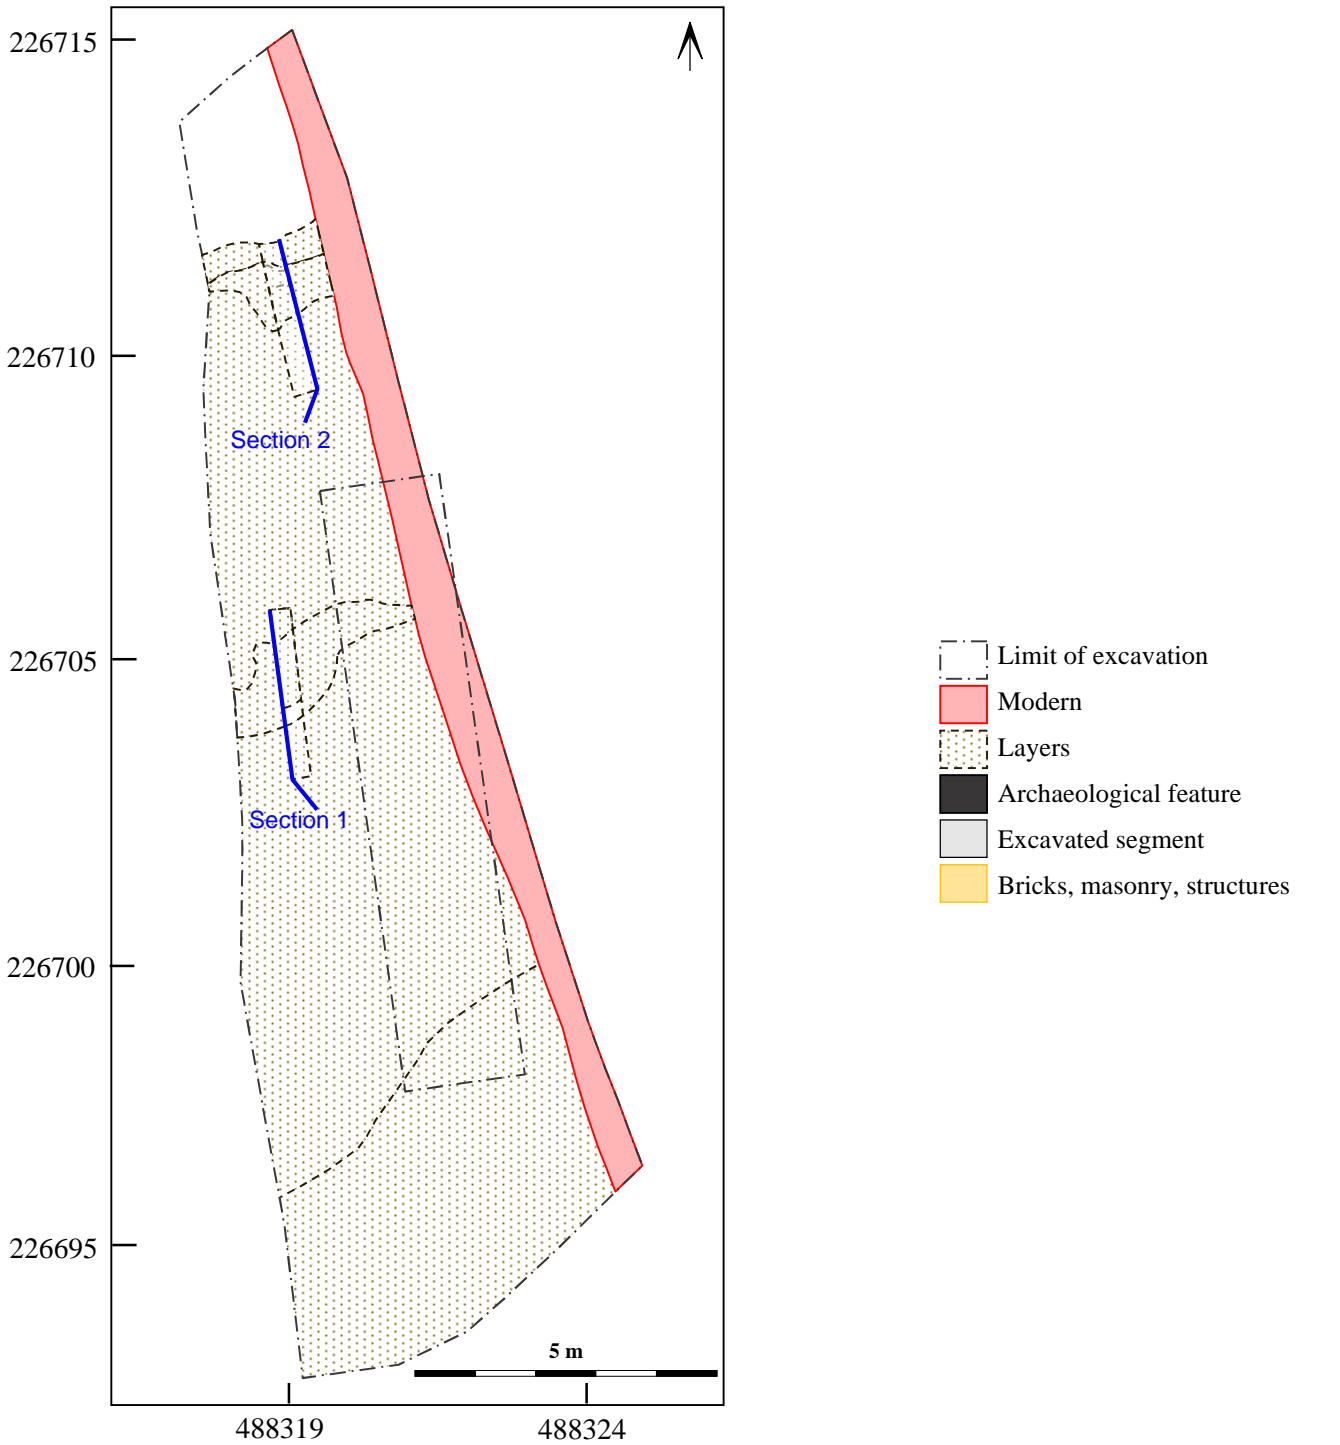 226715
226710
Section 2
226705
Section 1
226700
226695
5 m
488319
488324
Limit of excavation
Modern
Layers
Archaeological feature
Excavated segment
Bricks, masonry, structures